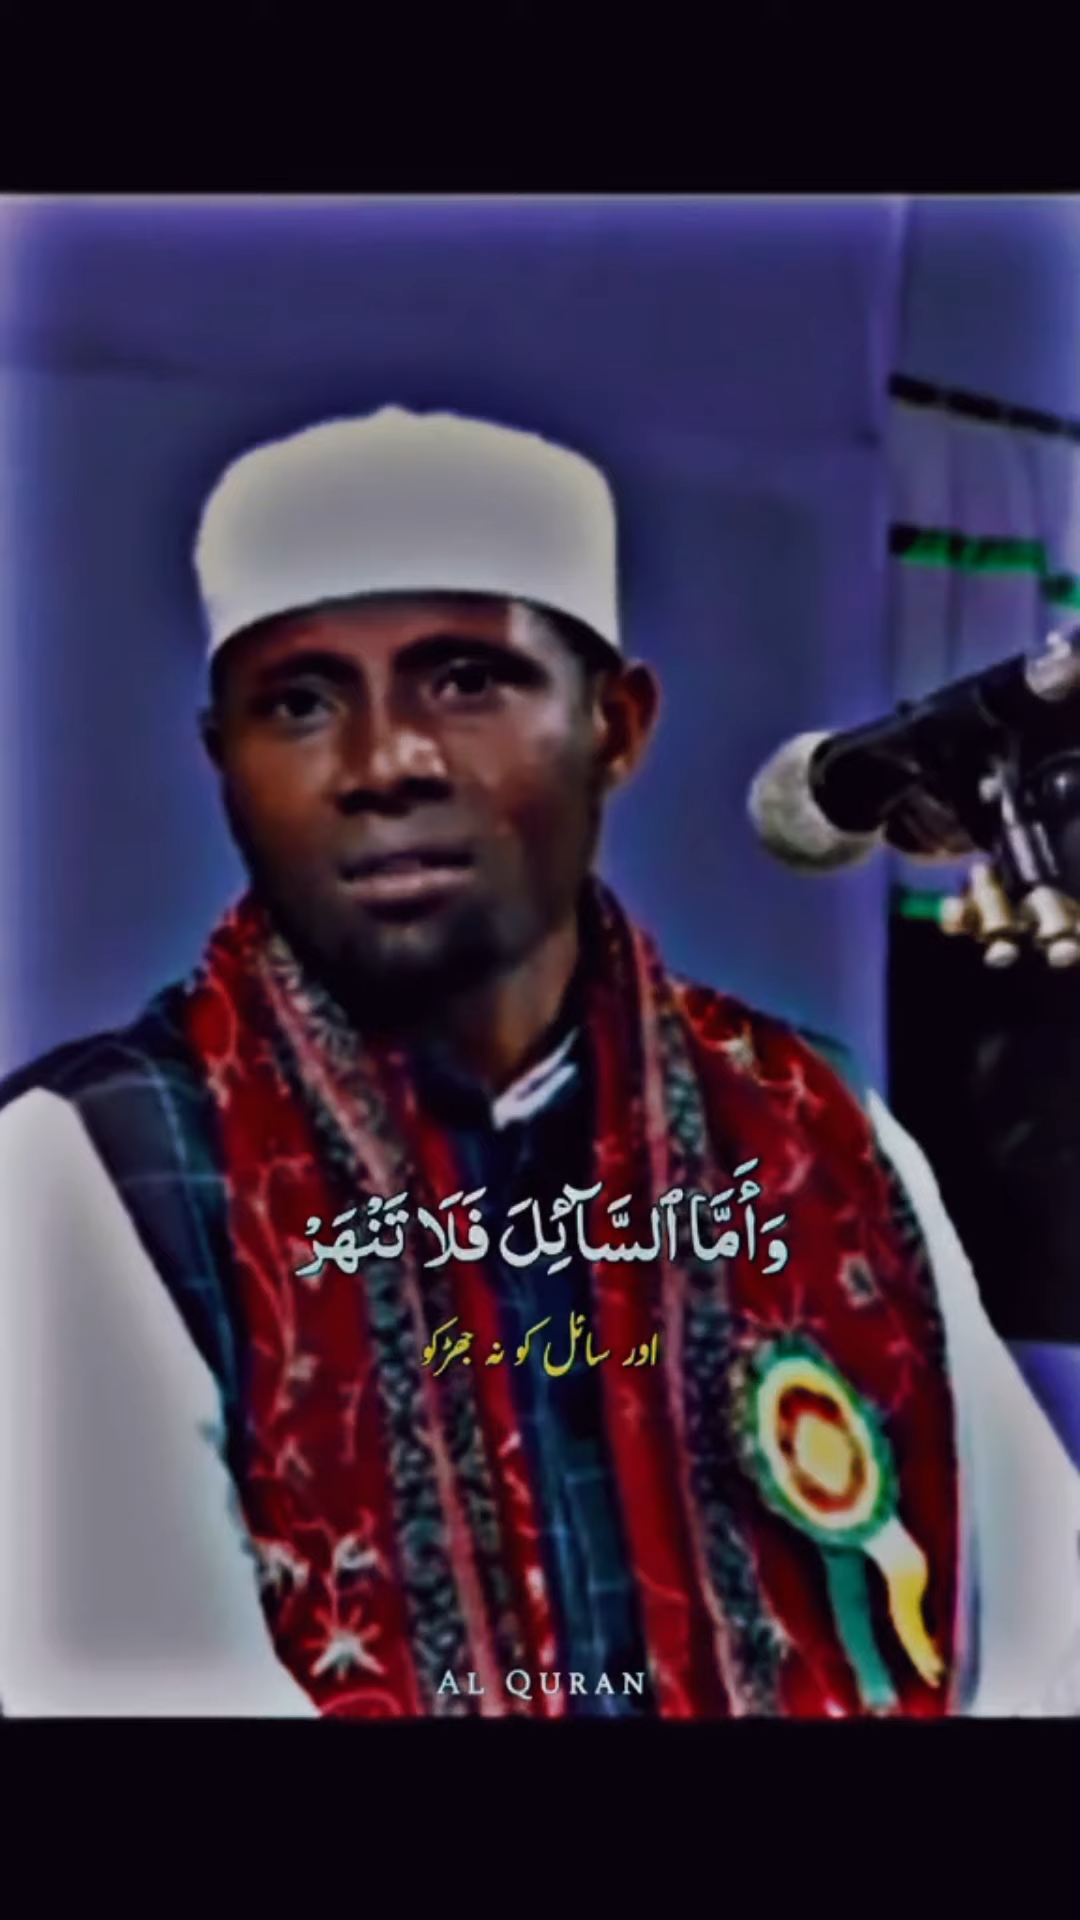 وَأَمَّا ٱلسَّآئِلَ فَلَا تَنْهَرْ
اور سائل کو نہ جھڑکو
AL QURAN